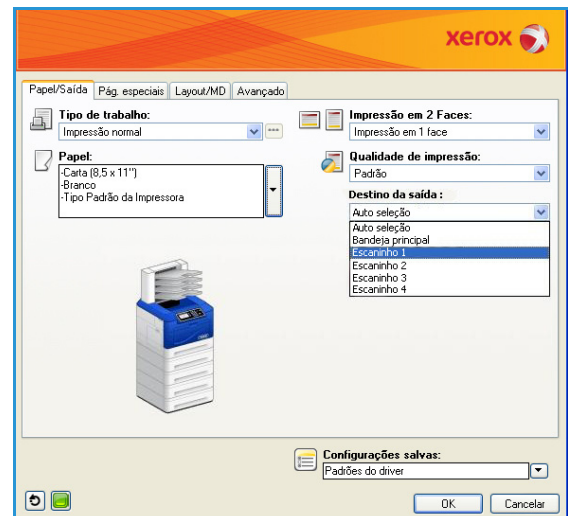 xerox
Papel/Saída Pág. especiais Layout/MD Avançado
Tipo de trabalho:
Impressão normal
Papel:
-Carta (8,5 x 11")
-Branco
-Tipo Padrão da Impressora
Impressão em 2 Faces:
Impressão em 1 face
Qualidade de impressão:
Padrão
Destino da saída :
Auto seleção
Auto seleção
Bandeja principal
Escaninho 1
Escaninho 2
Escaninho 3
Escaninho 4
Configurações salvas:
Padrões do driver
OK Cancelar